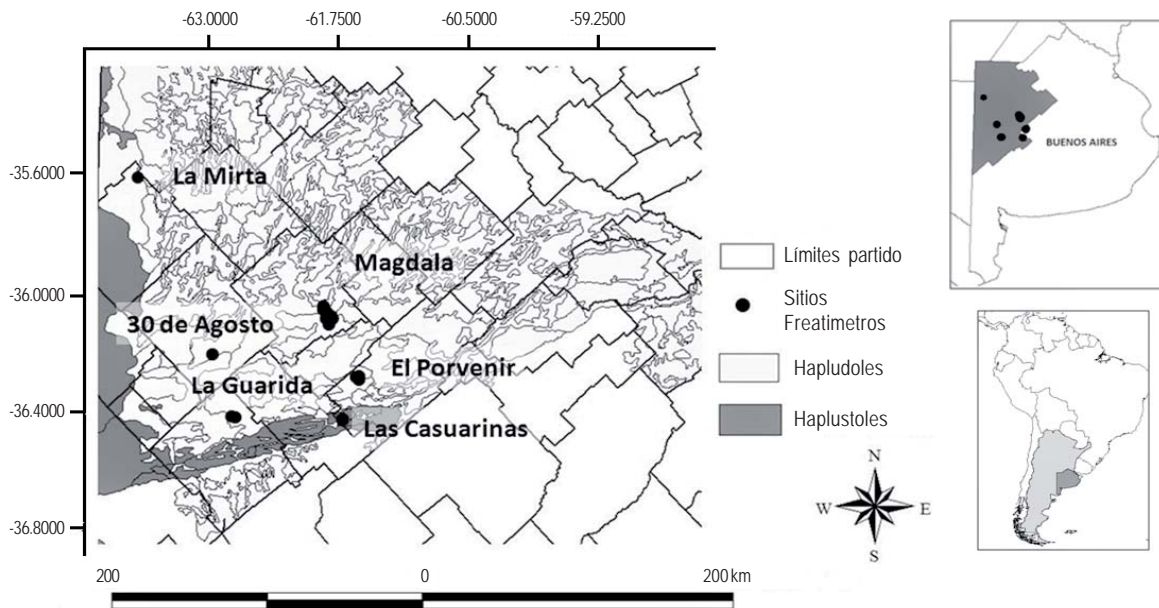 -63.0000 -61.7500 -60.5000 -59.2500
-35.6000
-36.0000
-36.4000
-36.8000
La Mirta
Magdala
30 de Agosto
La Guarida
El Porvenir
Las Casuarinas
200 0 200 km
Límites partido
Sitios
Freatimetros
Hapludoles
Haplustoles
N
W E
S
BUENOS AIRES